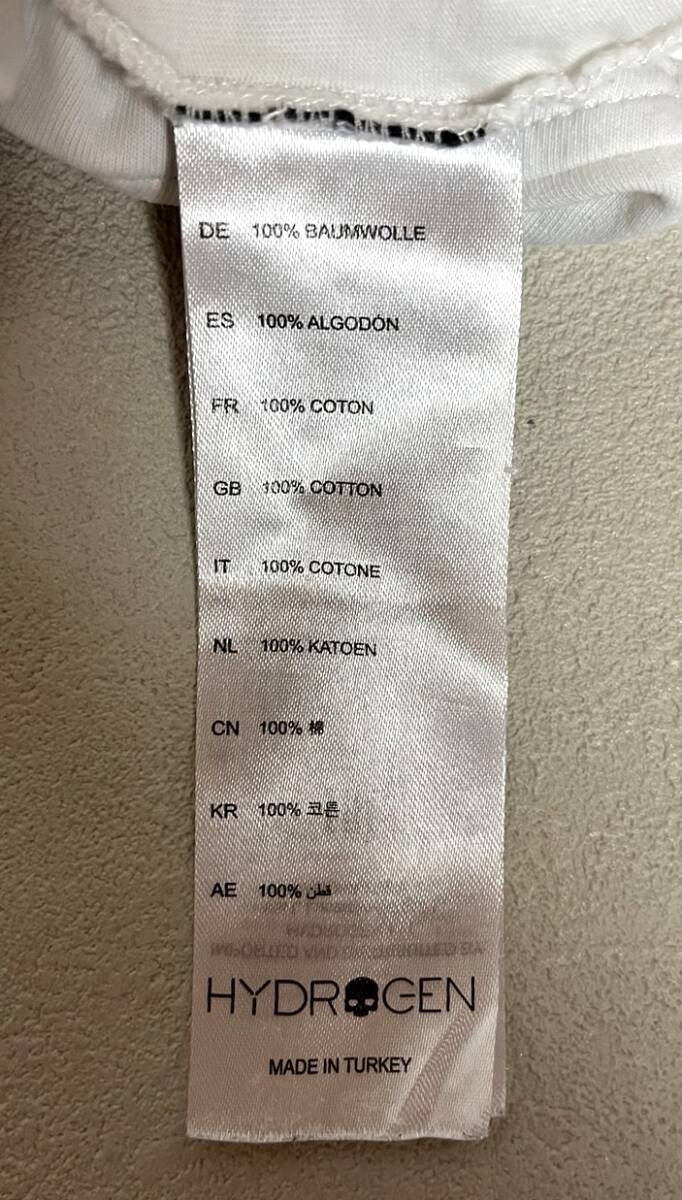 DE 100% BAUMWOLLE
ES 100% ALGODÓN
FR 100% COTON
GB 100% COTTON
IT 100% COTONE
NL 100% KATOEN
CN 100% 棉
KR 100% 코튼
AE 100% قطن
HYDROGEN
MADE IN TURKEY